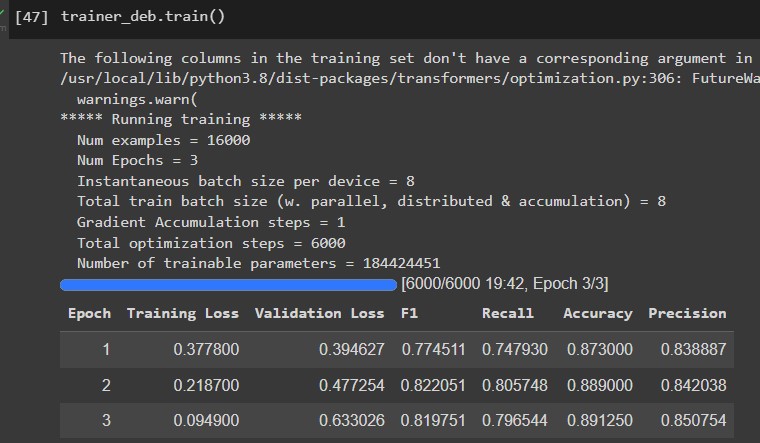 [47] trainer_deb.train()
The following columns in the training set don't have a corresponding argument in
/usr/local/lib/python3.8/dist-packages/transformers/optimization.py:306: FutureWa
warnings.warn(
***** Running training *****
Num examples = 16000
Num Epochs = 3
Instantaneous batch size per device = 8
Total train batch size (w. parallel, distributed & accumulation) = 8
Gradient Accumulation steps = 1
Total optimization steps = 6000
Number of trainable parameters = 184424451
[6000/6000 19:42, Epoch 3/3]
Epoch Training Loss Validation Loss F1 Recall Accuracy Precision
1 0.377800 0.394627 0.774511 0.747930 0.873000 0.838887
2 0.218700 0.477254 0.822051 0.805748 0.889000 0.842038
3 0.094900 0.633026 0.819751 0.796544 0.891250 0.850754